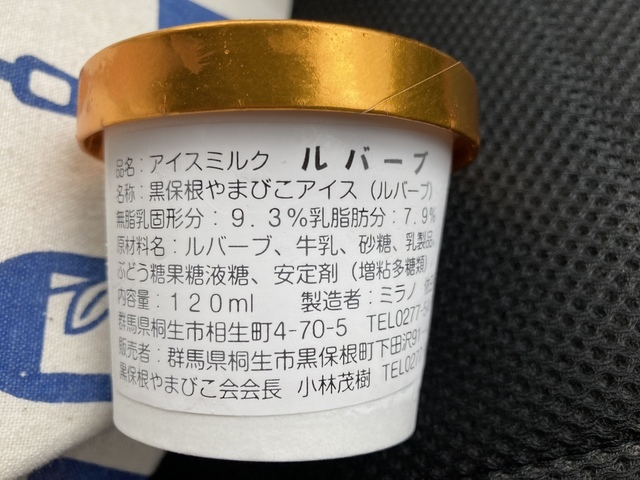 品名：アイスミルク ルバーブ
名称：黒保根やまびこアイス（ルバーブ）
無脂乳固形分：９.３％乳脂肪分：7.9%
原材料名：ルバーブ、牛乳、砂糖、乳製品、
ぶどう糖果糖液糖、安定剤（増粘多糖類）
内容量：１２０ml 製造者：ミラノ
群馬県桐生市相生町4-70-5 TEL0277-5
販売者：群馬県桐生市黒保根町下田沢91
黒保根やまびこ会会長 小林茂樹 TEL0277